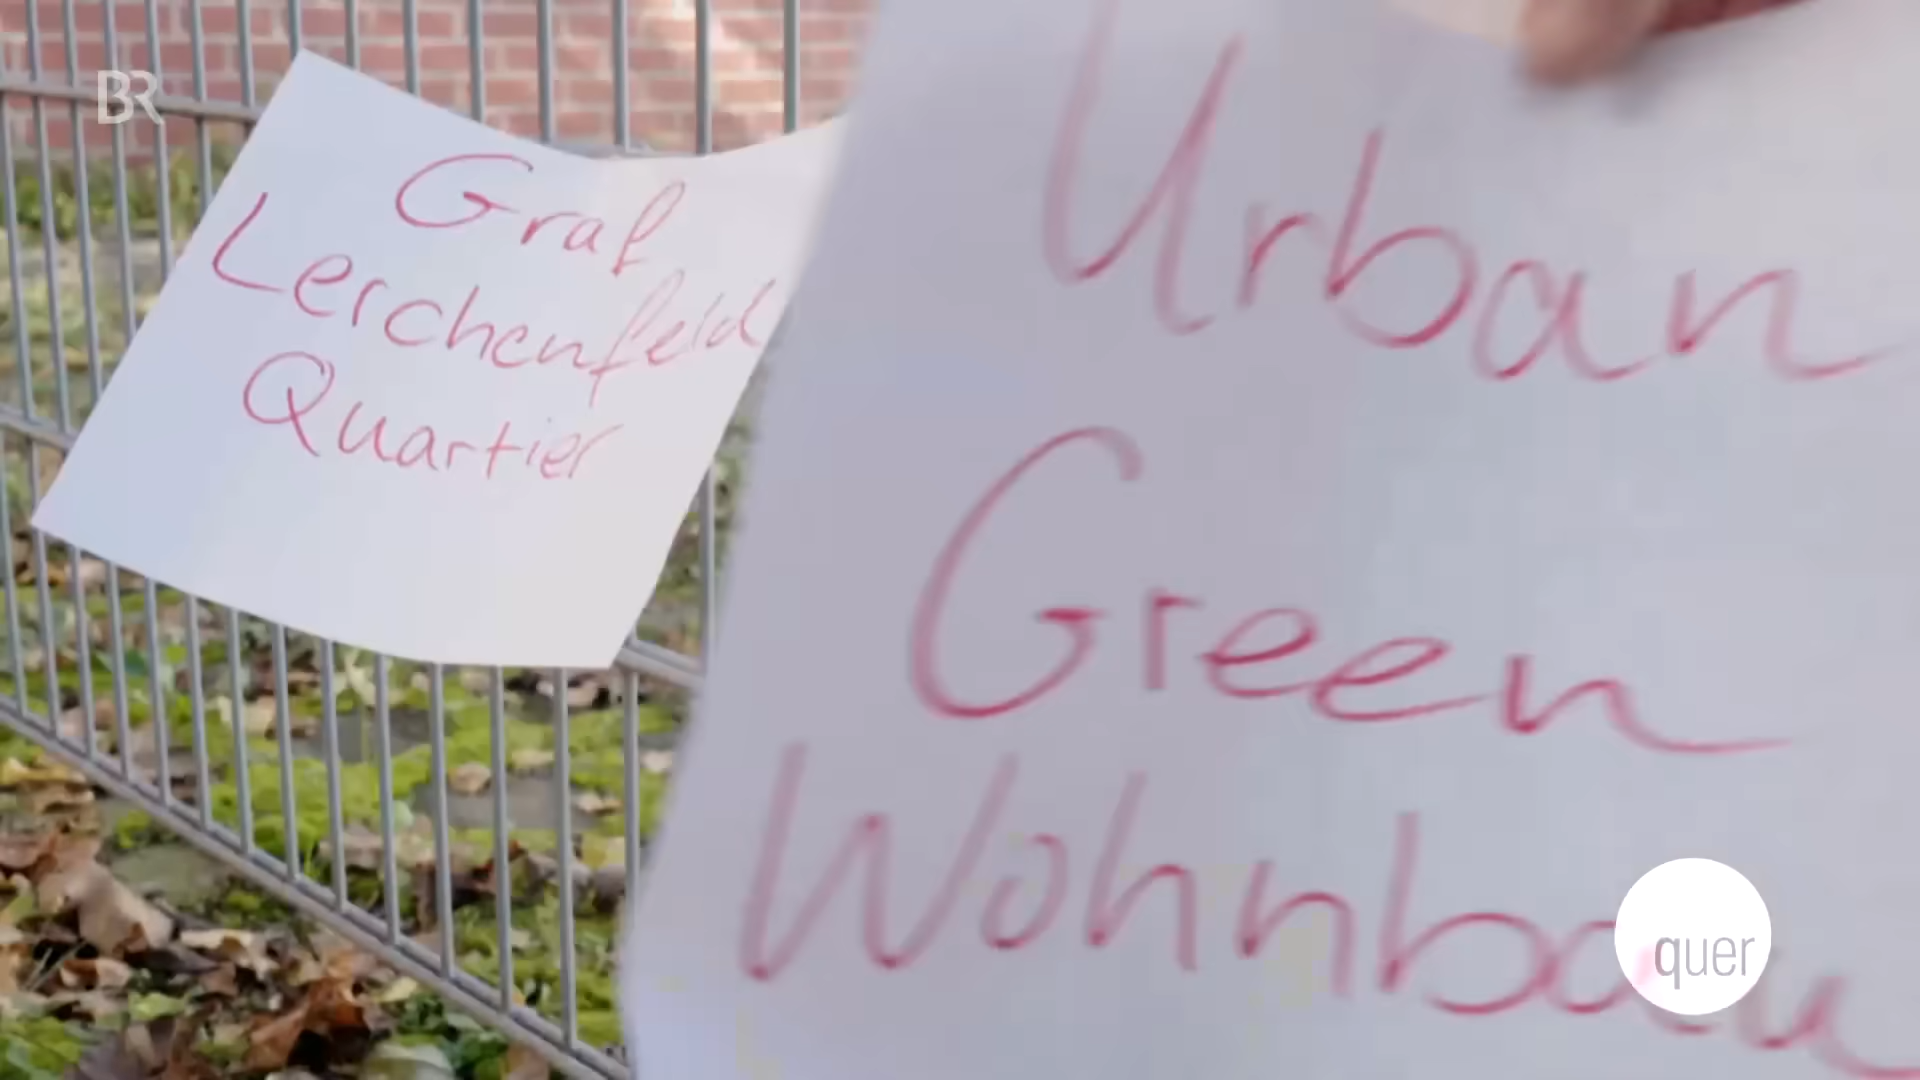 BR
Graf
Lerchenfeld
Quartier
Urban
Green
Wohnbau
quer